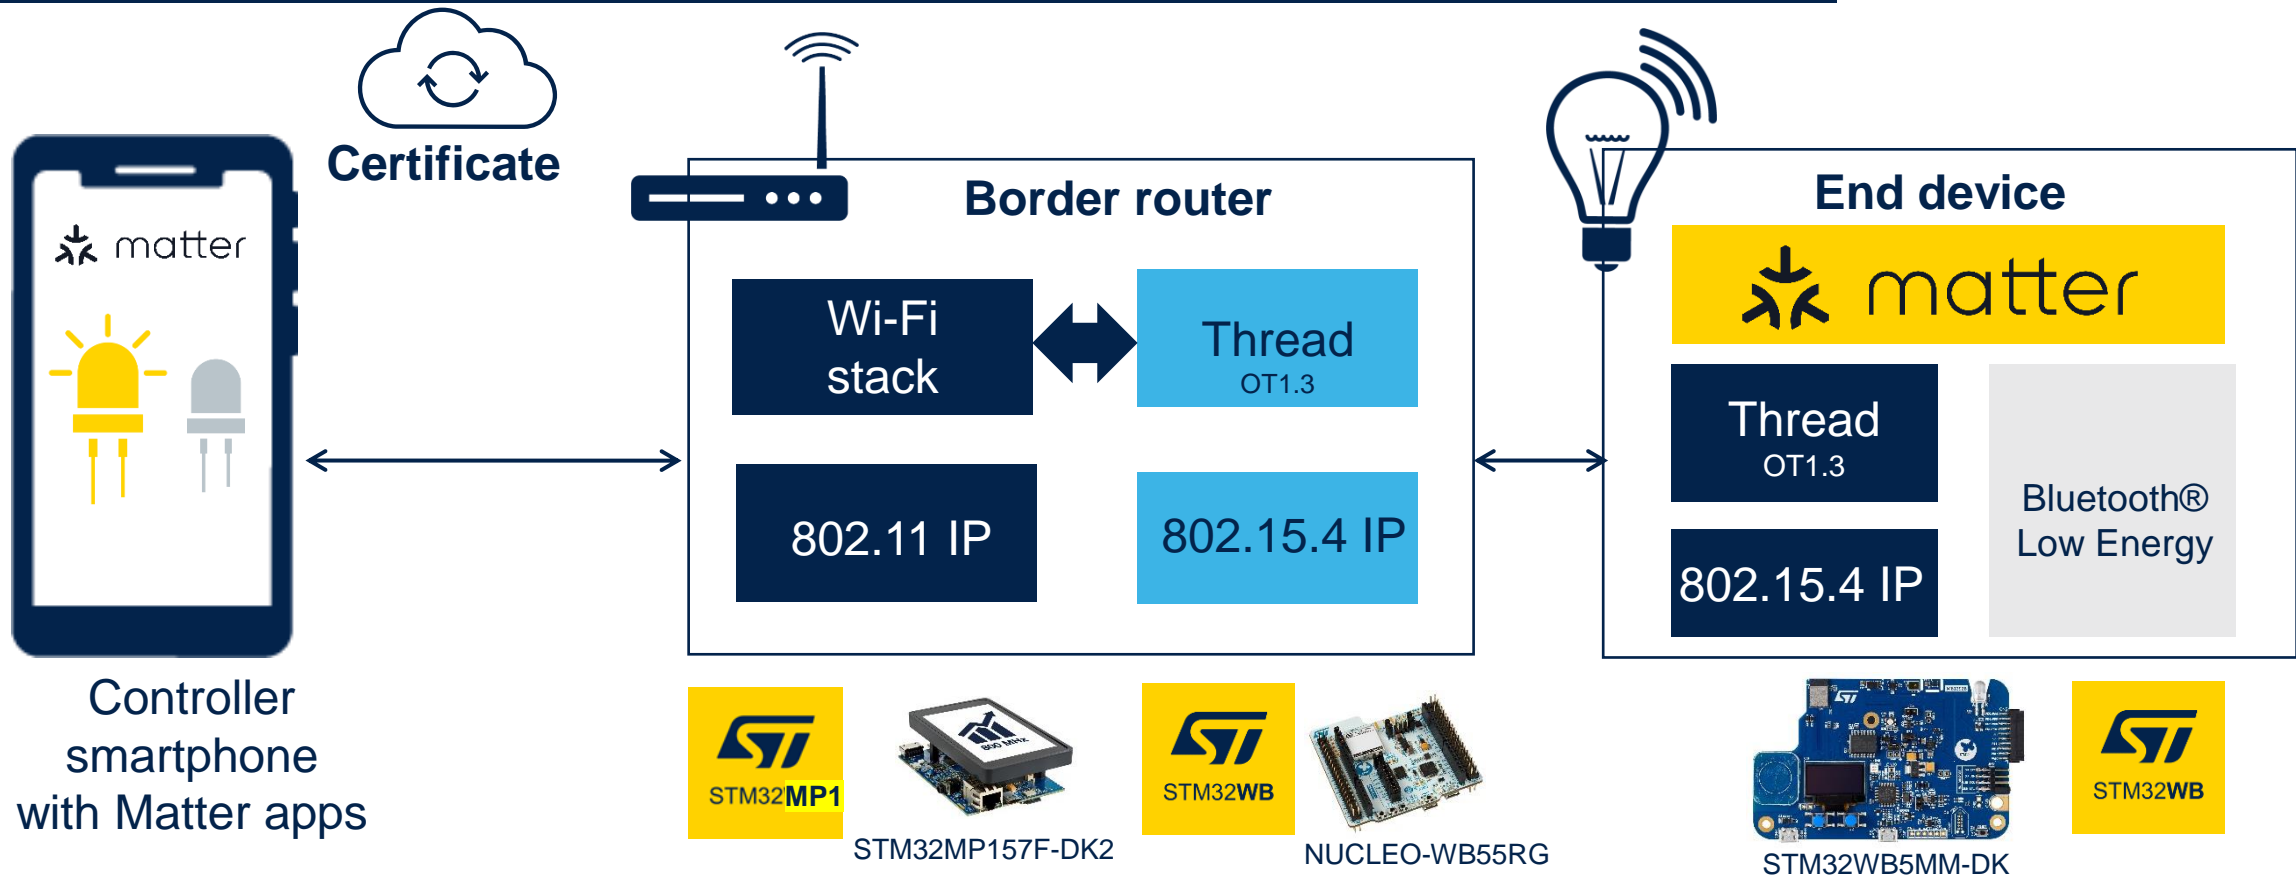 Certificate
matter
Controller
smartphone
with Matter apps
Border router
Wi-Fi
stack
Thread
OT1.3
802.11 IP
802.15.4 IP
STM32MP1
800 MHz
STM32MP157F-DK2
STM32WB
NUCLEO-WB55RG
End device
matter
Thread
OT1.3
802.15.4 IP
Bluetooth®
Low Energy
STM32WB5MM-DK
STM32WB